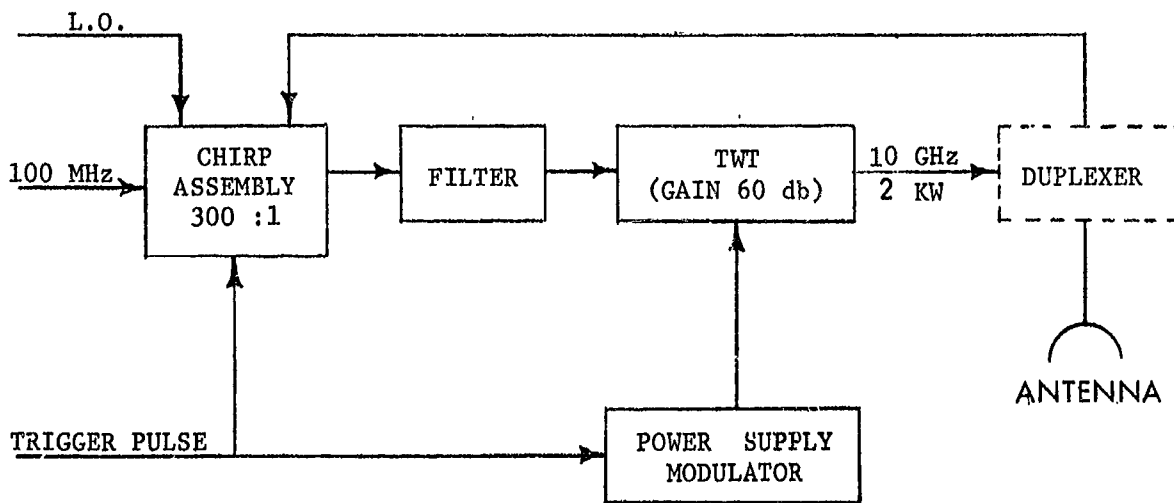 L.O.
100 MHz
CHIRP
ASSEMBLY
300 :1
FILTER
TWT
(GAIN 60 db)
10 GHz
2 KW
DUPLEXER
ANTENNA
TRIGGER PULSE
POWER SUPPLY
MODULATOR